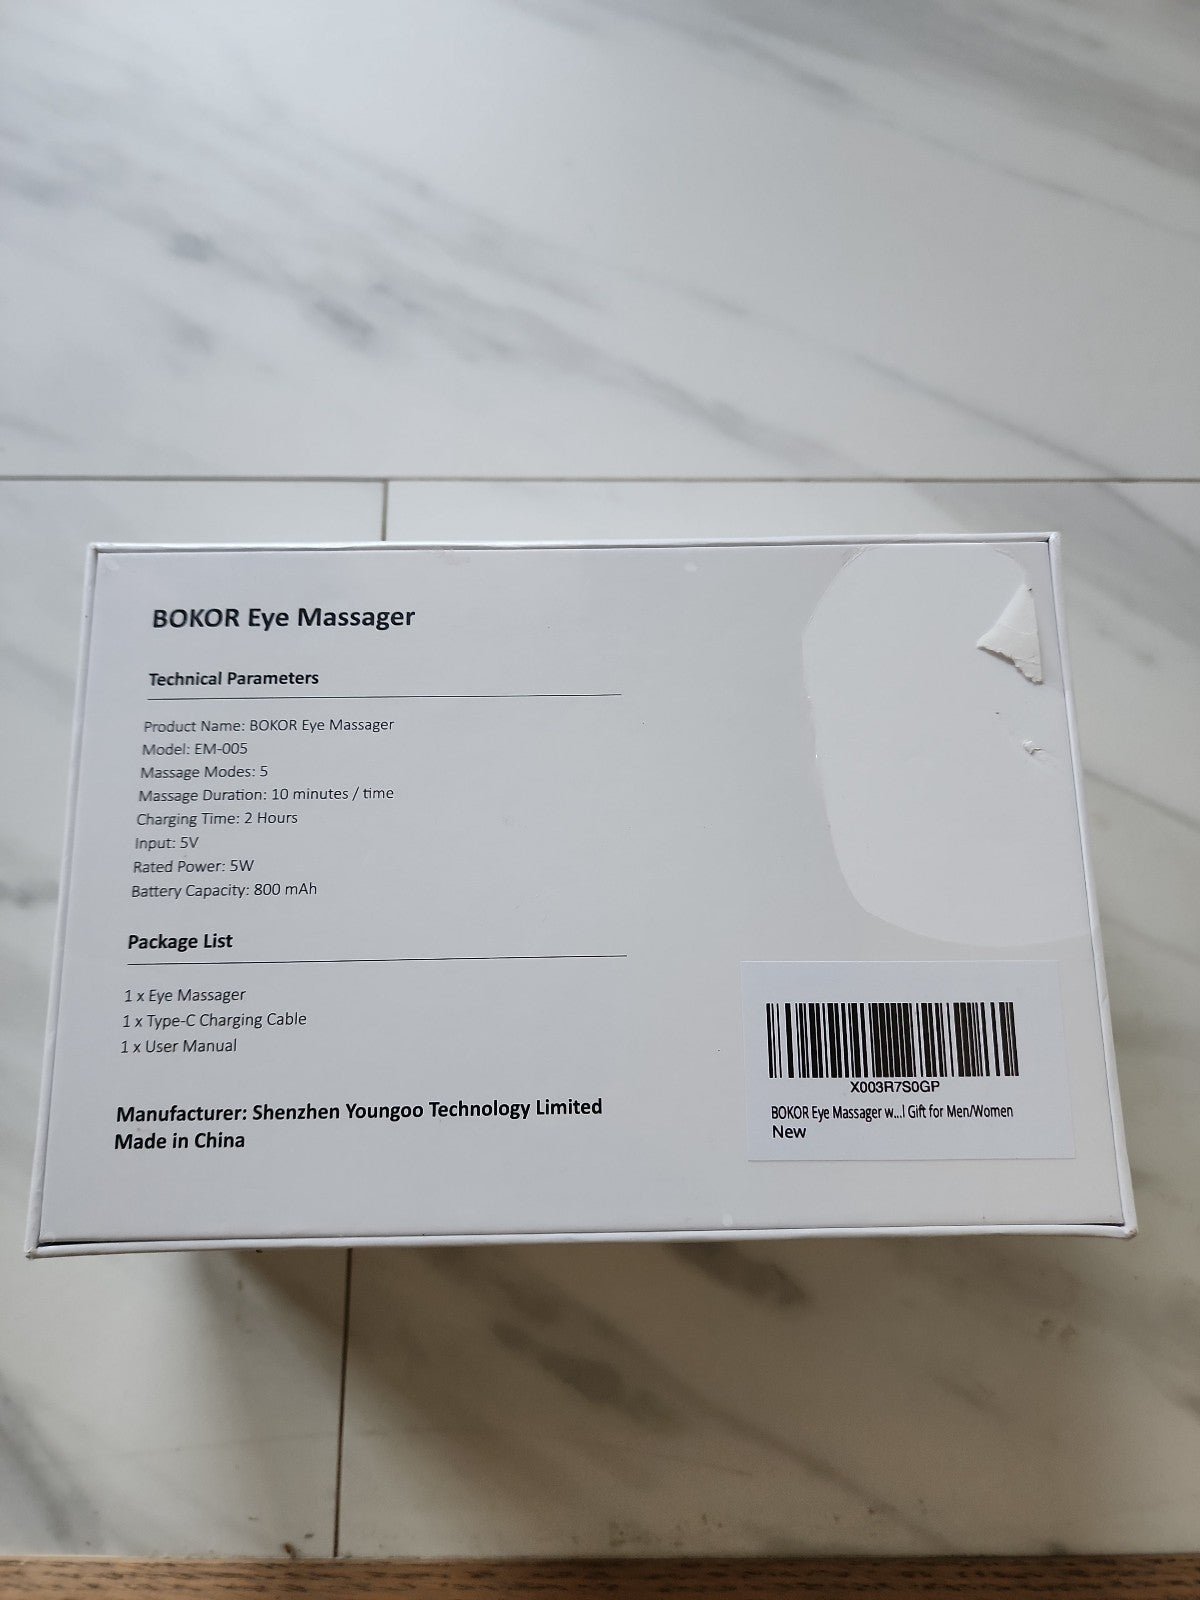 BOKOR Eye Massager
Technical Parameters
Product Name: BOKOR Eye Massager
Model: EM-005
Massage Modes: 5
Massage Duration: 10 minutes / time
Charging Time: 2 Hours
Input: 5V
Rated Power: 5W
Battery Capacity: 800 mAh
Package List
1 x Eye Massager
1 x Type-C Charging Cable
1 x User Manual
Manufacturer: Shenzhen Youngoo Technology Limited
Made in China
X003R7S0GP
BOKOR Eye Massager w...l Gift for Men/Women
New